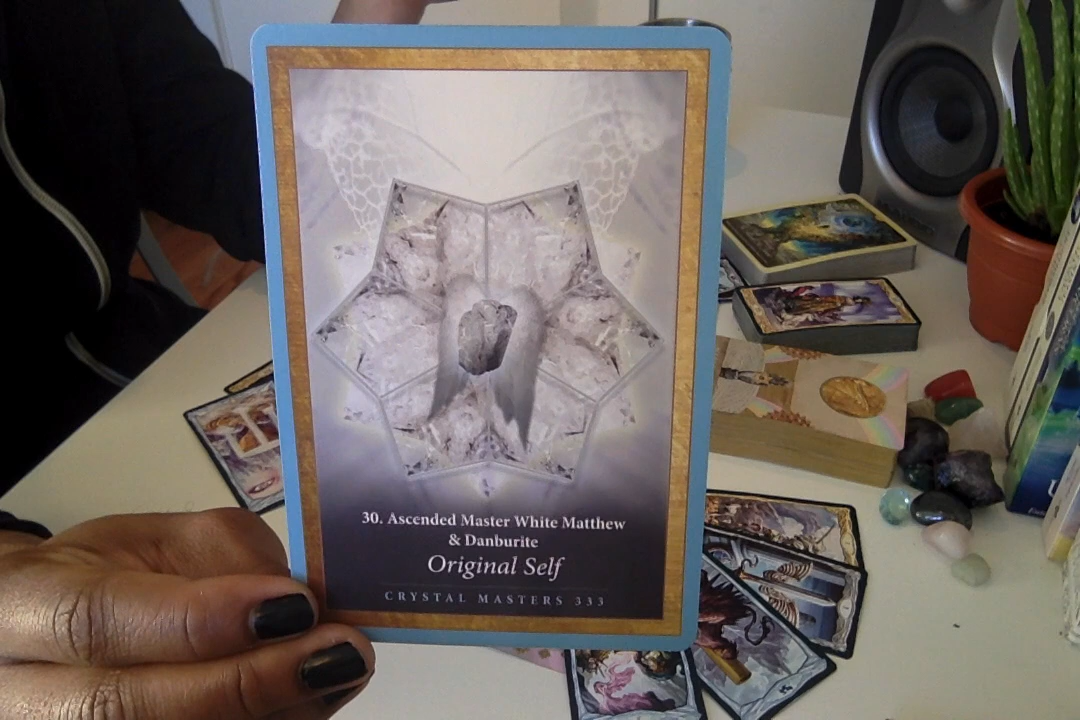 30. Ascended Master White Matthew
& Danburite
Original Self
CRYSTAL MASTERS 333